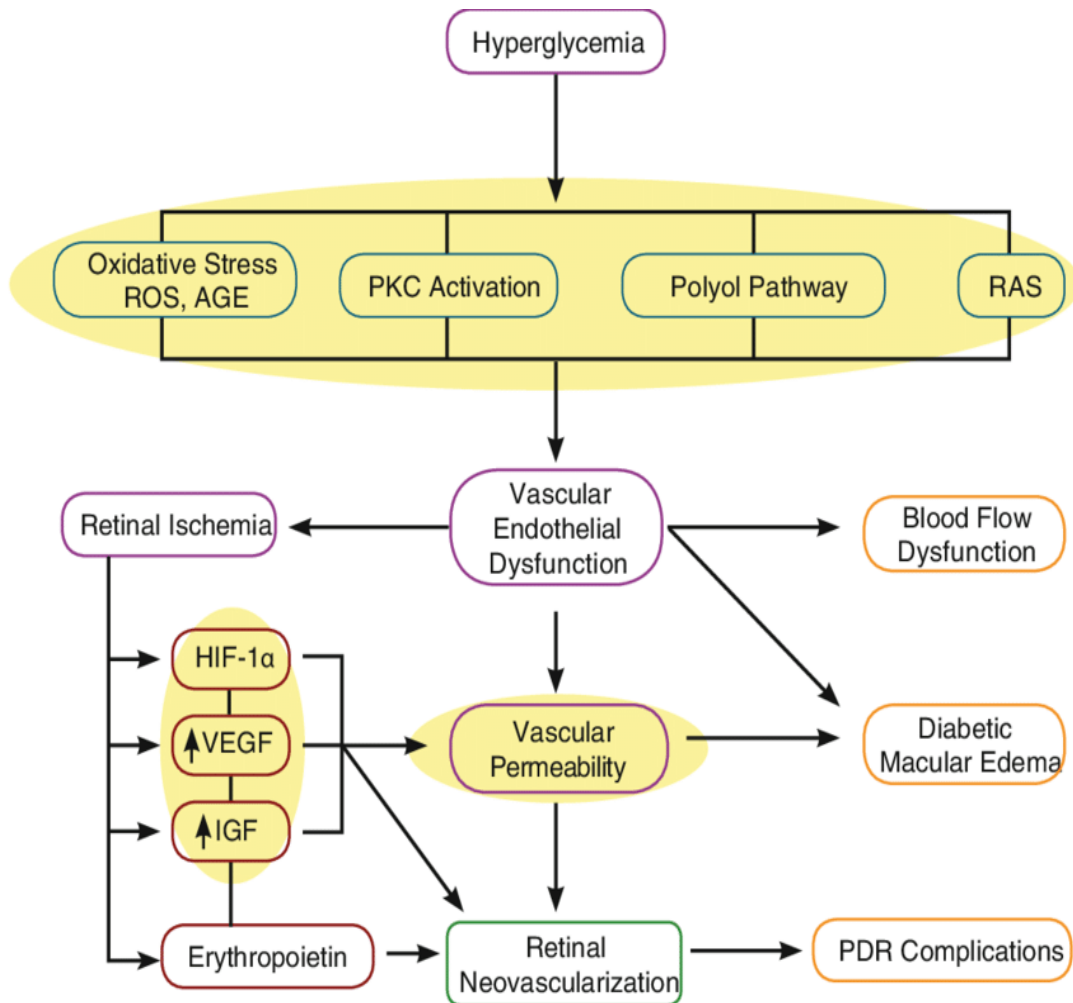 Hyperglycemia
Oxidative Stress
ROS, AGE
PKC Activation
Polyol Pathway
RAS
Vascular
Endothelial
Dysfunction
Retinal Ischemia
Blood Flow
Dysfunction
HIF-1α
↑VEGF
↑IGF
Vascular
Permeability
Diabetic
Macular Edema
Erythropoietin
Retinal
Neovascularization
PDR Complications